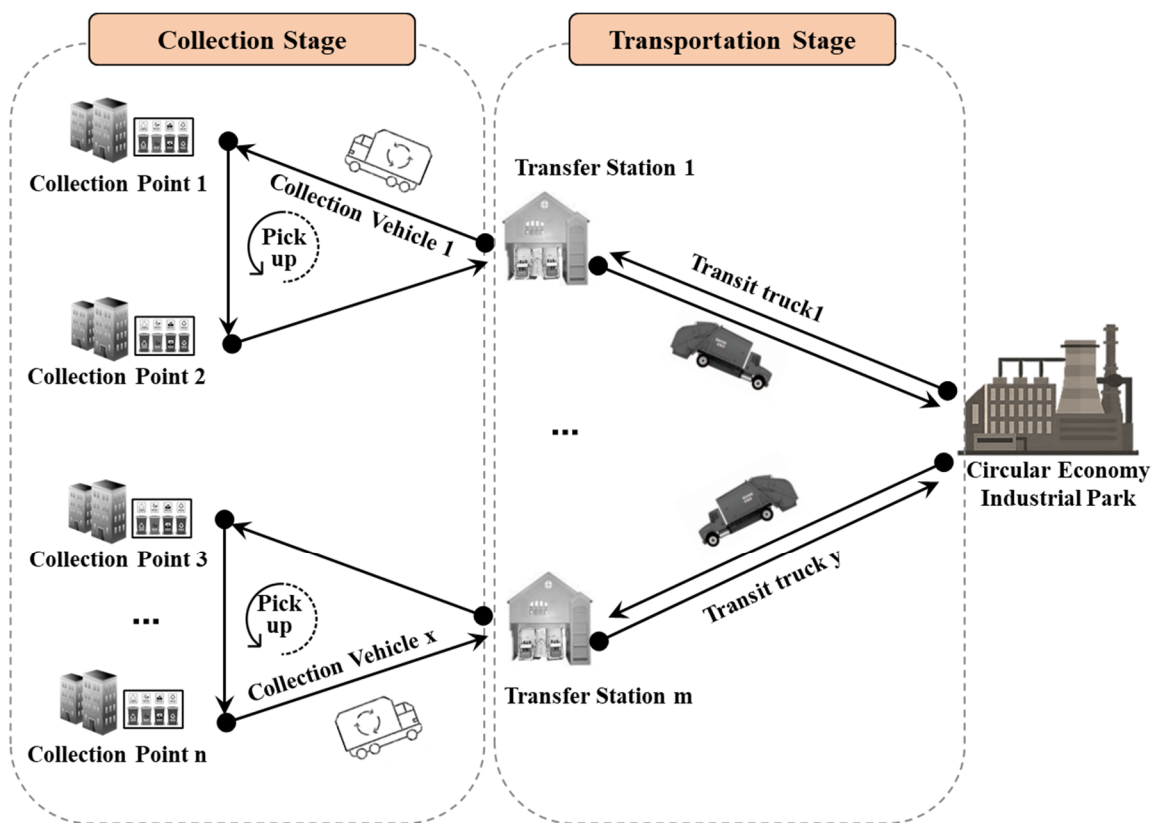 Collection Stage
Transportation Stage
Collection Point 1
Collection Vehicle 1
Pick
up
Collection Point 2
Transfer Station 1
Transit truck1
...
Circular Economy
Industrial Park
Collection Point 3
...
Pick
up
Collection Vehicle x
Collection Point n
Transfer Station m
Transit truck y